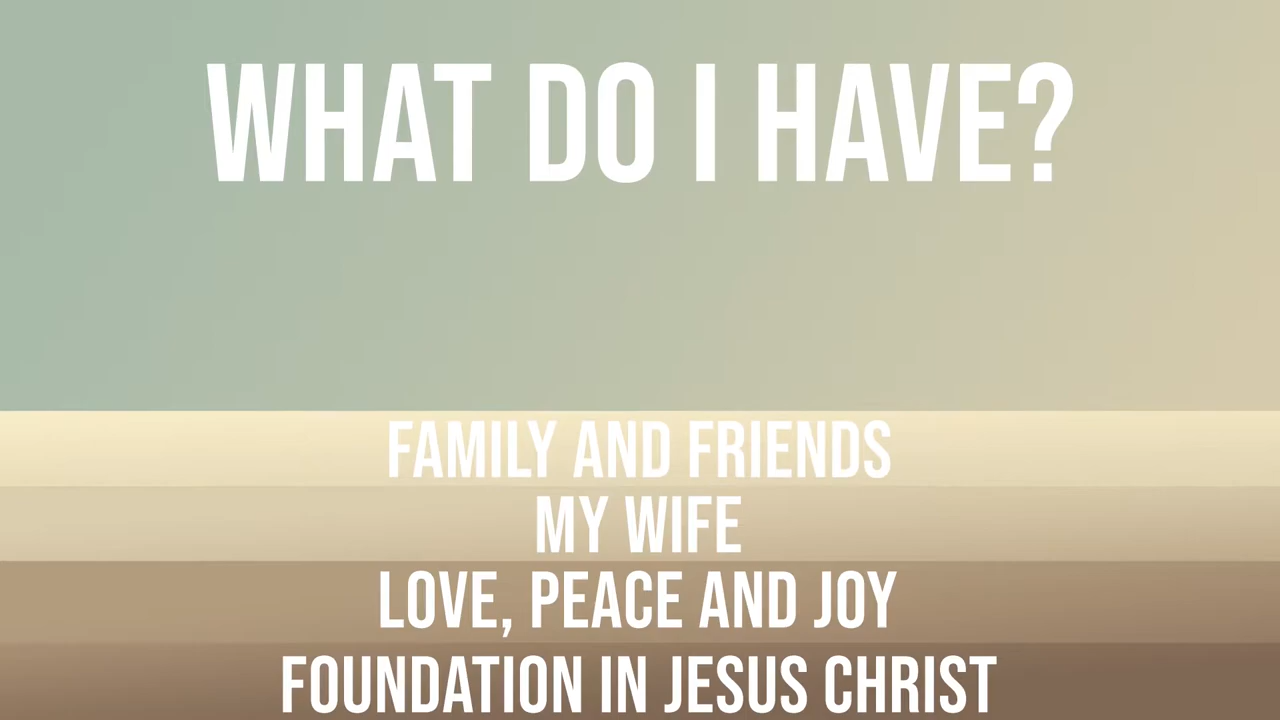 WHAT DO I HAVE?
FAMILY AND FRIENDS
MY WIFE
LOVE, PEACE AND JOY
FOUNDATION IN JESUS CHRIST